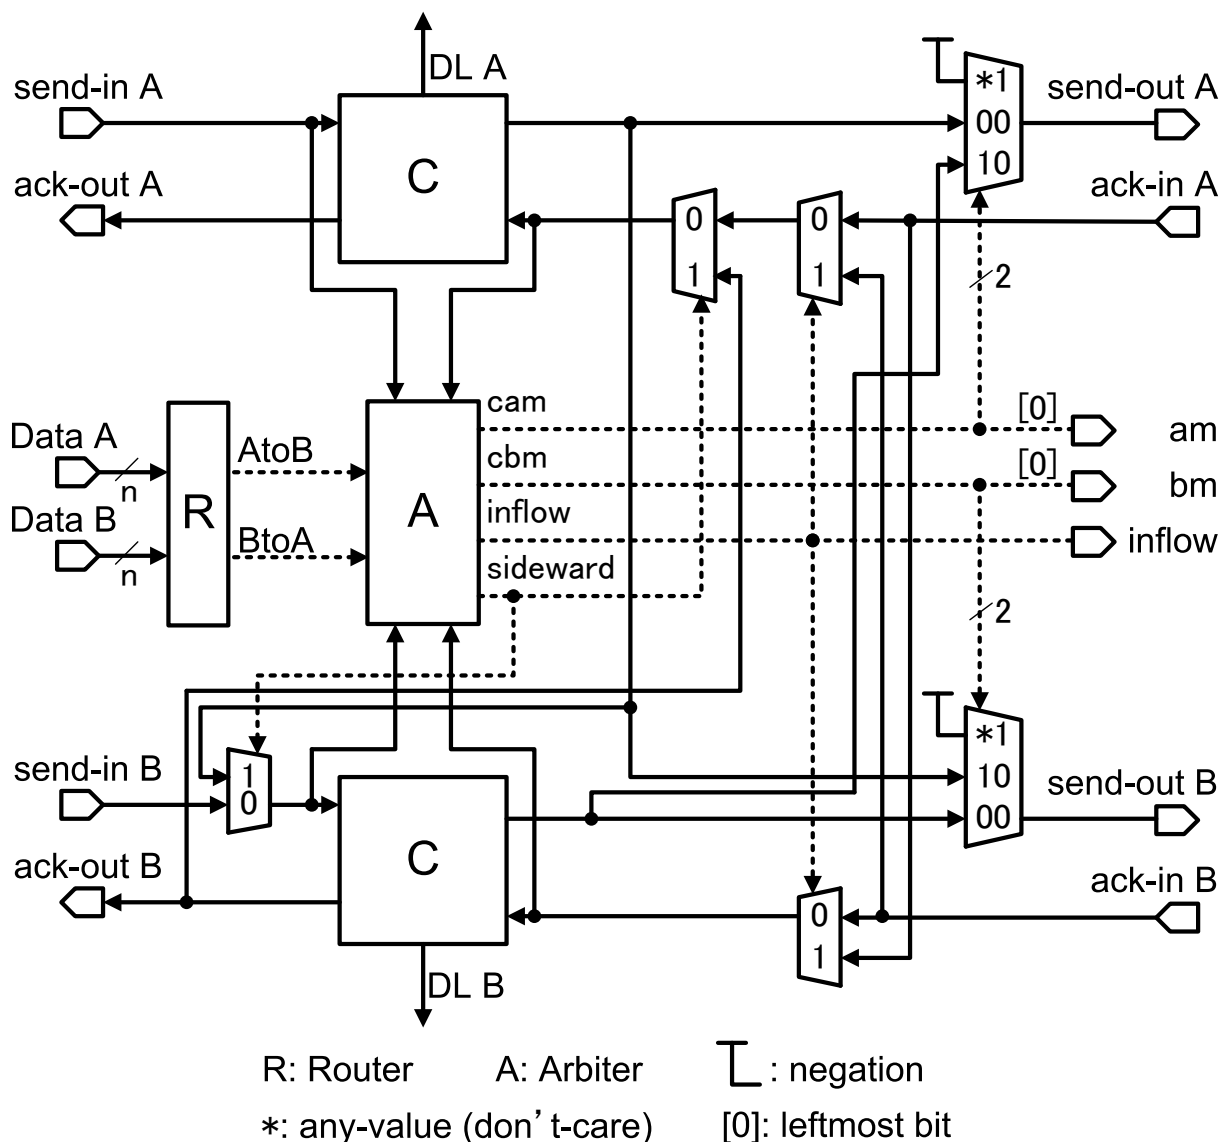 DL A
send-in A
*1
send-out A
00
C
ack-out A
10
ack-in A
0
0
1
1
2
cam
[0]
am
Data A
n
AtoB
cbm
[0]
bm
R
A
Data B
n
BtoA
inflow
inflow
sideward
2
*1
send-in B
1
10
send-out B
0
00
C
ack-out B
ack-in B
0
1
DL B
R: Router A: Arbiter : negation
*: any-value (don't-care) [0]: leftmost bit